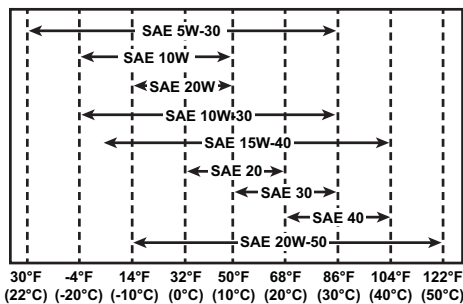 SAE 5W-30
SAE 10W
SAE 20W
SAE 10W-30
SAE 15W-40
SAE 20
SAE 30
SAE 40
SAE 20W-50
30°F -4°F 14°F 32°F 50°F 68°F 86°F 104°F 122°F
(22°C) (-20°C) (-10°C) (0°C) (10°C) (20°C) (30°C) (40°C) (50°C)